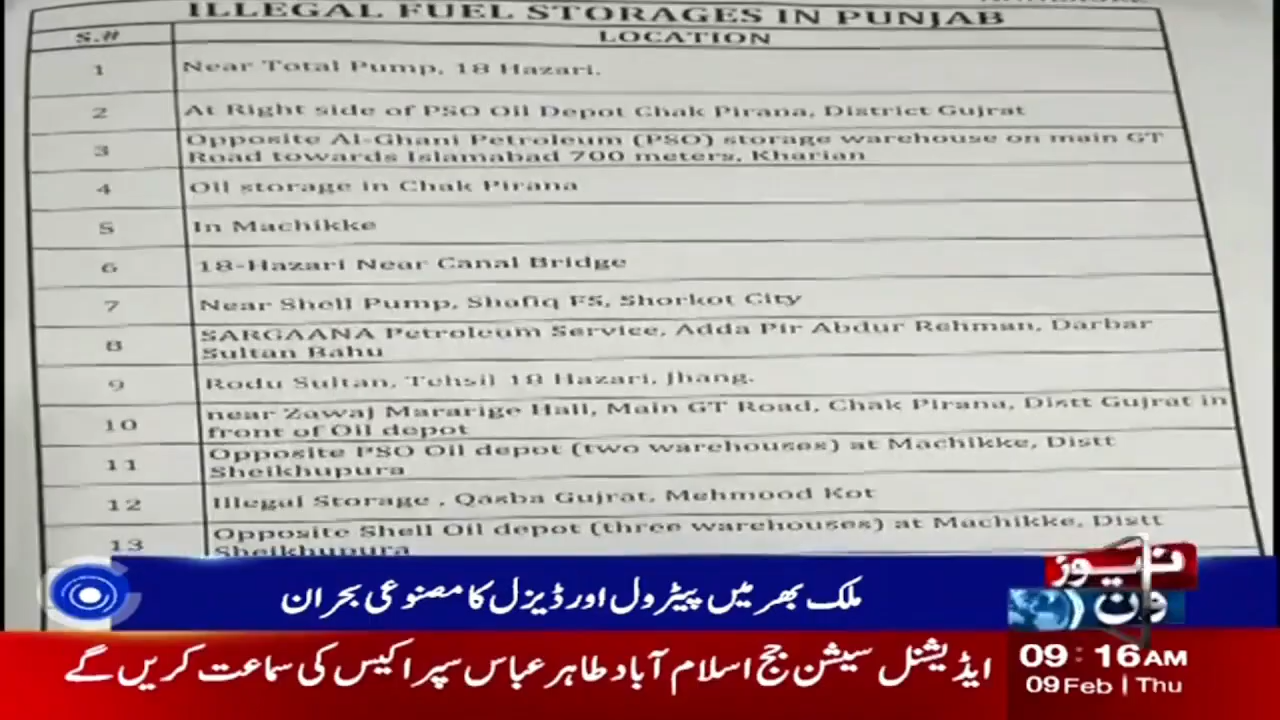 ILLEGAL FUEL STORAGES IN PUNJAB
S.# LOCATION
1 Near Total Pump, 18 Hazari.
2 At Right side of PSO Oil Depot Chak Pirana, District Gujrat
3 Opposite Al-Ghani Petroleum (PSO) storage warehouse on main GT
Road towards Islamabad 700 meters, Kharian
4 Oil storage in Chak Pirana
5 In Machikke
6 18-Hazari Near Canal Bridge
7 Near Shell Pump, Shafiq FS, Shorkot City
8 SARGAANA Petroleum Service, Adda Pir Abdur Rehman, Darbar
Sultan Bahu
9 Rodu Sultan, Tehsil 18 Hazari, Jhang.
10 near Zawaj Mararige Hall, Main GT Road, Chak Pirana, Distt Gujrat in
front of Oil depot
11 Opposite PSO Oil depot (two warehouses) at Machikke, Distt
Sheikhupura
12 Illegal Storage , Qasba Gujrat, Mehmood Kot
13 Opposite Shell Oil depot (three warehouses) at Machikke, Distt
Sheikhupura
ملک بھر میں پیٹرول اور ڈیزل کا مصنوعی بحران
نیوز
ون
ایڈیشنل سیشن جج اسلام آباد طاہر عباس سپرا کیس کی سماعت کریں گے
09:16AM
09Feb | Thu